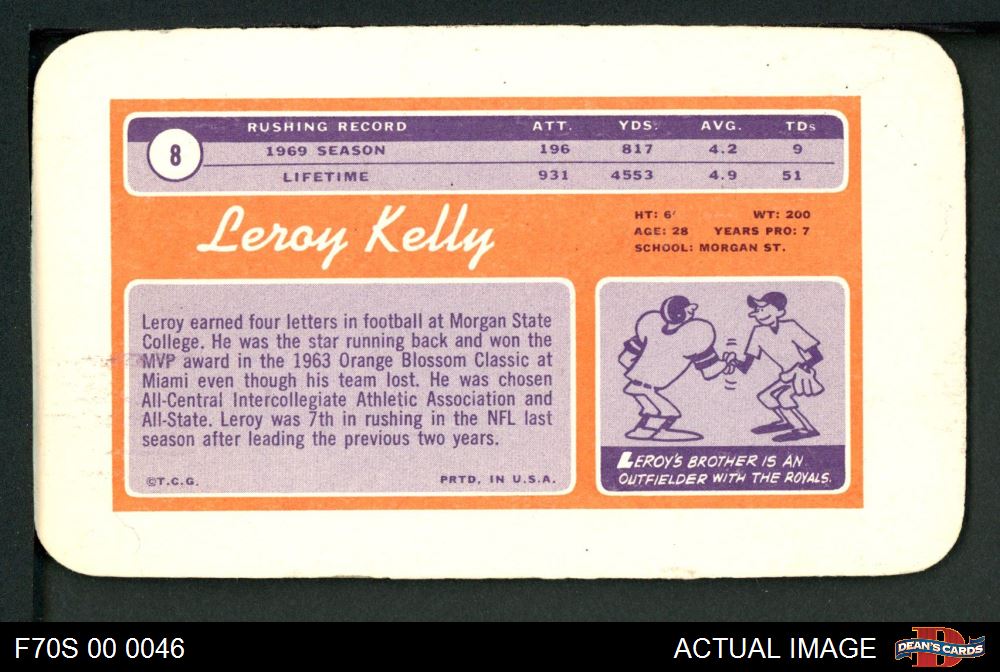 8
RUSHING RECORD ATT. YDS. AVG. TDs
1969 SEASON 196 817 4.2 9
LIFETIME 931 4553 4.9 51
Leroy Kelly
HT: 6' WT: 200
AGE: 28 YEARS PRO: 7
SCHOOL: MORGAN ST.
Leroy earned four letters in football at Morgan State
College. He was the star running back and won the
MVP award in the 1963 Orange Blossom Classic at
Miami even though his team lost. He was chosen
All-Central Intercollegiate Athletic Association and
All-State. Leroy was 7th in rushing in the NFL last
season after leading the previous two years.
©T.C.G. PRTD. IN U.S.A.
LEROY'S BROTHER IS AN
OUTFIELDER WITH THE ROYALS.
F70S 00 0046
ACTUAL IMAGE
D
DEAN'S CARDS